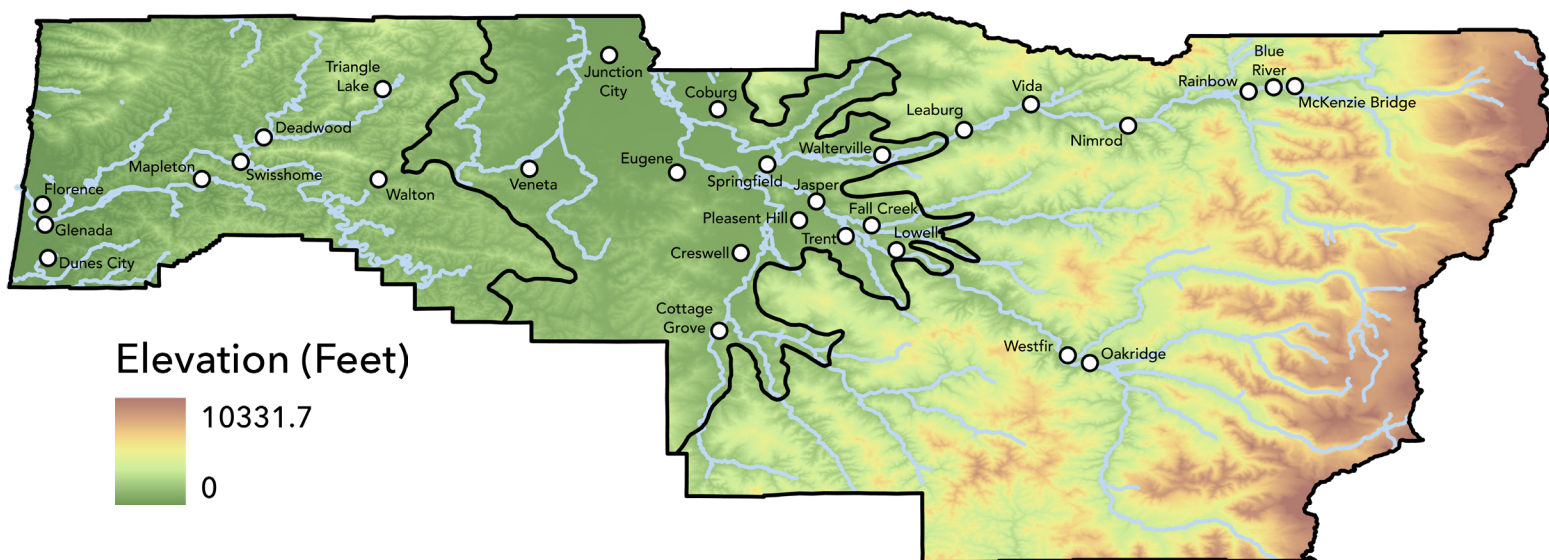 Blue
River
Rainbow
McKenzie Bridge
Triangle
Lake
Junction
City
Coburg
Vida
Leaburg
Nimrod
Deadwood
Mapleton
Swisshome
Walton
Veneta
Eugene
Walterville
Springfield
Jasper
Florence
Glenada
Dunes City
Pleasant Hill
Fall Creek
Trent
Lowell
Creswell
Cottage
Grove
Westfir
Oakridge
Elevation (Feet)
10331.7
0